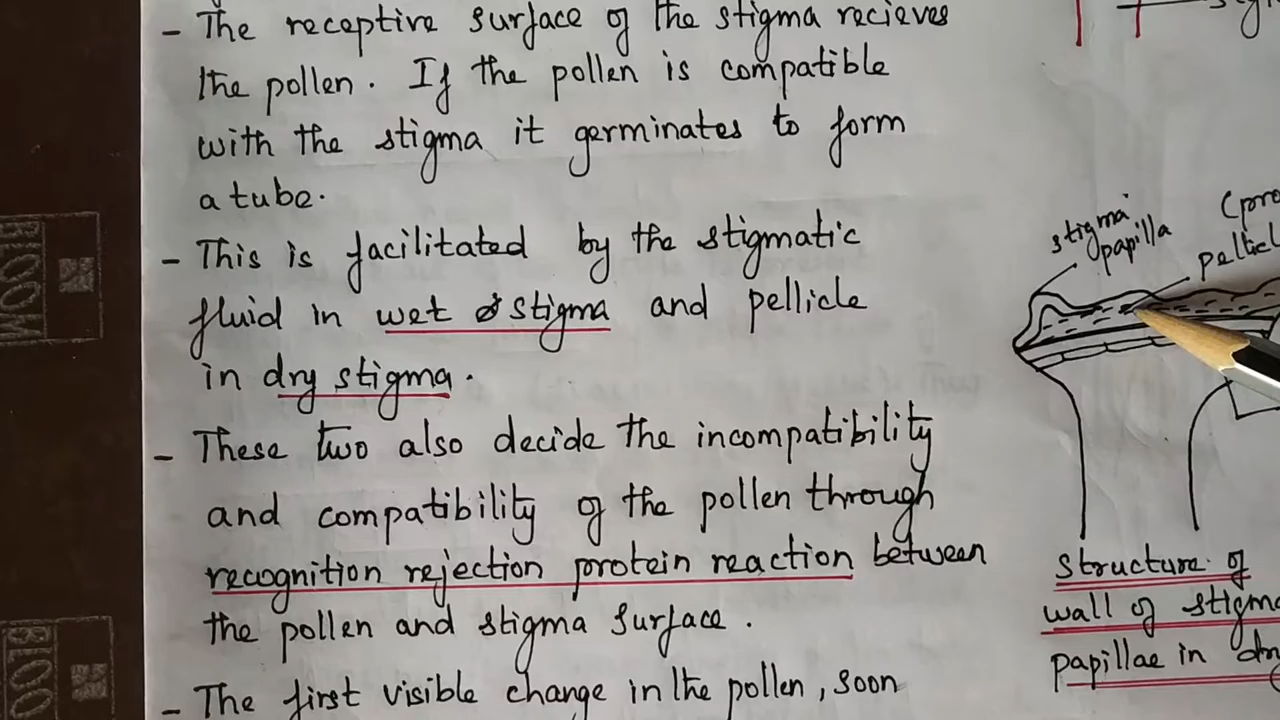 - The receptive surface of the stigma recieves
the pollen. If the pollen is compatible
with the stigma it germinates to form
a tube.
- This is facilitated by the stigmatic
fluid in wet stigma and pellicle
in dry stigma.
- These two also decide the incompatibility
and compatibility of the pollen through
recognition rejection protein reaction between
the pollen and stigma surface.
- The first visible change in the pollen, soon
stigma
papilla
(pro
pellicl
structure of
wall of stigma
papillae in
BLOOM
BLOO